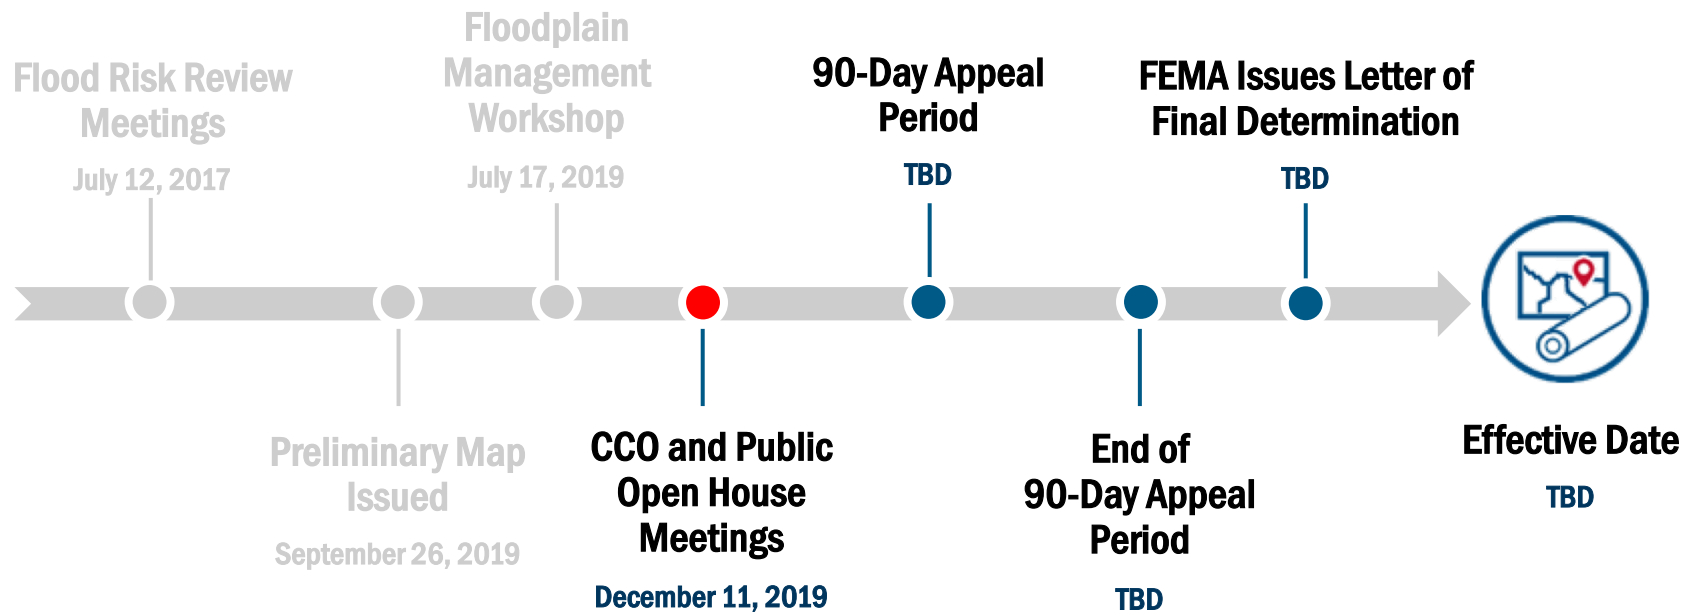 Flood Risk Review
Meetings
July 12, 2017
Preliminary Map
Issued
September 26, 2019
Floodplain
Management
Workshop
July 17, 2019
CCO and Public
Open House
Meetings
December 11, 2019
90-Day Appeal
Period
TBD
End of
90-Day Appeal
Period
TBD
FEMA Issues Letter of
Final Determination
TBD
Effective Date
TBD